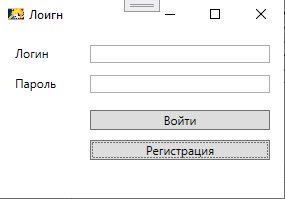 Лоигн
Логин
Пароль
Войти
Регистрация